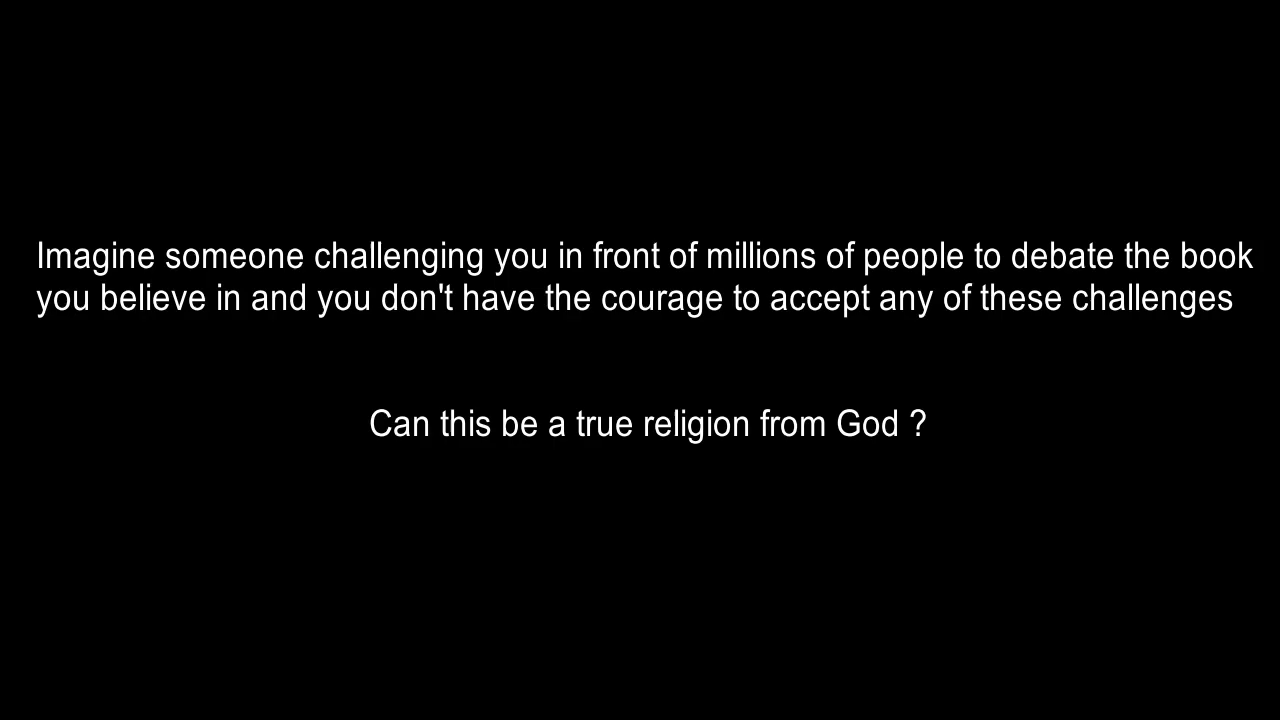 Imagine someone challenging you in front of millions of people to debate the book
you believe in and you don't have the courage to accept any of these challenges
Can this be a true religion from God ?